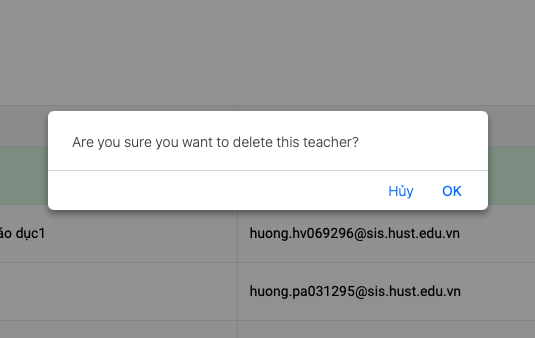 Are you sure you want to delete this teacher?
Hủy OK
áo dục1 huong.hv069296@sis.hust.edu.vn
huong.pa031295@sis.hust.edu.vn